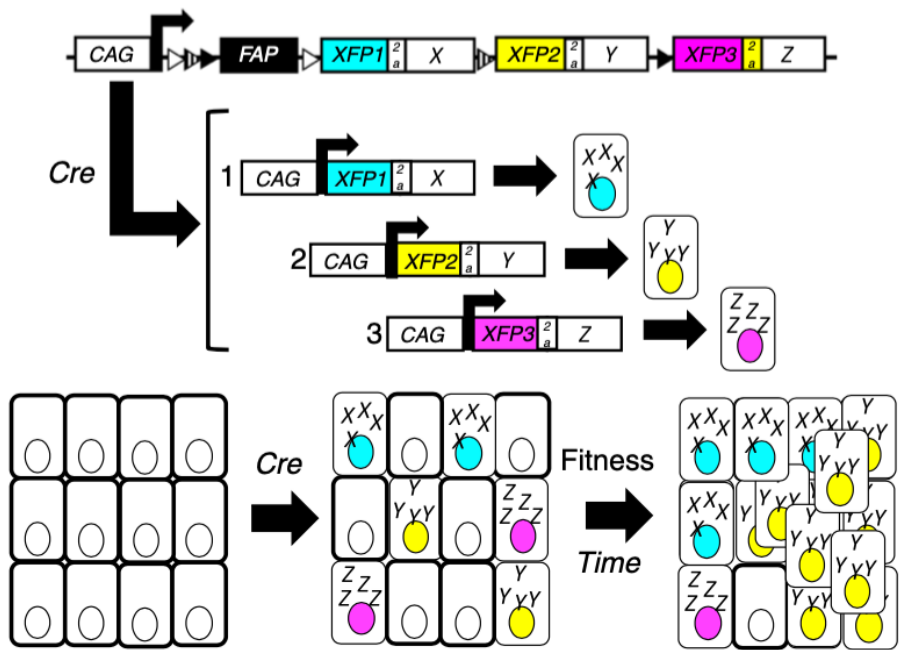 CAG FAP XFP1 2a X XFP2 2a Y XFP3 2a Z
Cre
1 CAG XFP1 2a X X X X X
2 CAG XFP2 2a Y Y Y Y Y
3 CAG XFP3 2a Z Z Z Z Z
Cre
Fitness
Time
X X X X
X X X X
Y Y Y Y
Z Z Z Z
Z Z Z Z
Y Y Y Y
X X X X
X X X X
X X X
Y Y Y
Y
Y Y Y Y
X X X X
Y
Y Y Y
Y Y
Y Y Y
Y
Y Y Y Y
Z Z Z Z
Y Y Y
Y Y Y